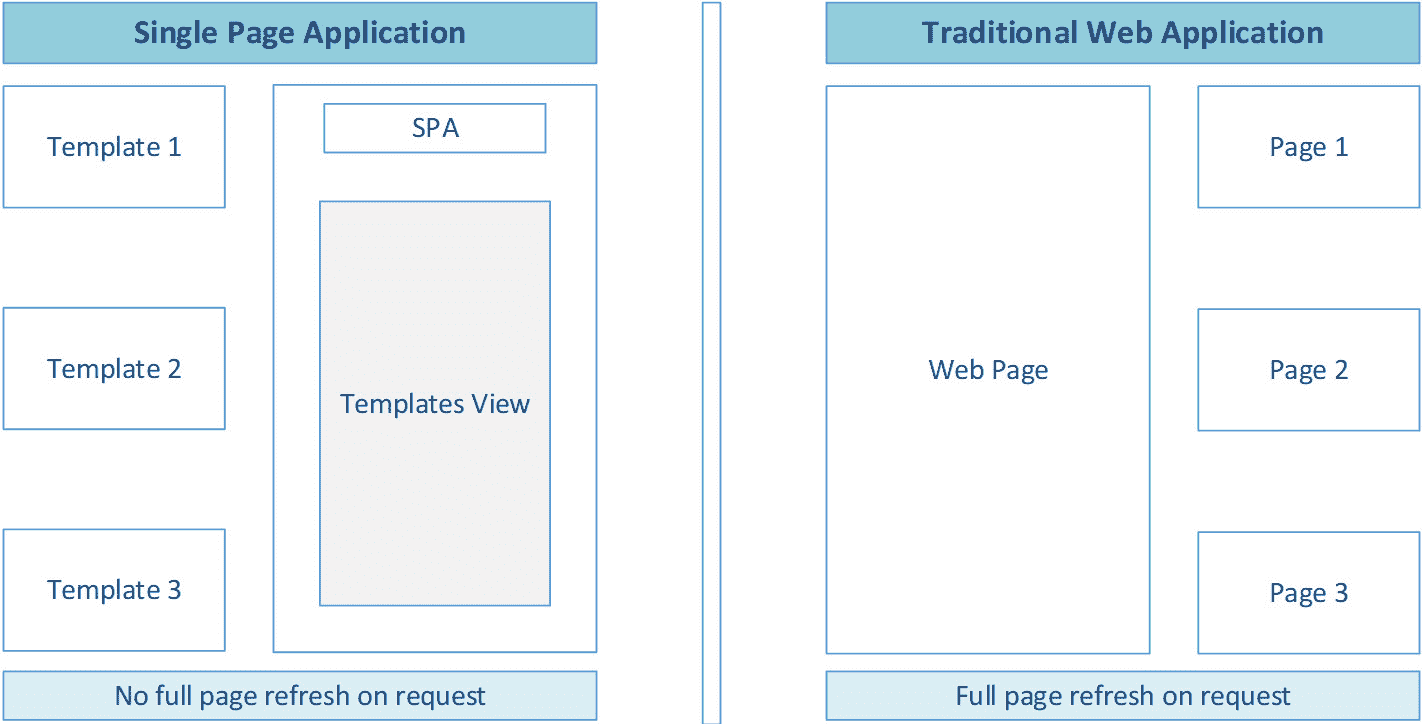 Single Page Application
Template 1
Template 2
Template 3
SPA
Templates View
No full page refresh on request
Traditional Web Application
Web Page
Page 1
Page 2
Page 3
Full page refresh on request